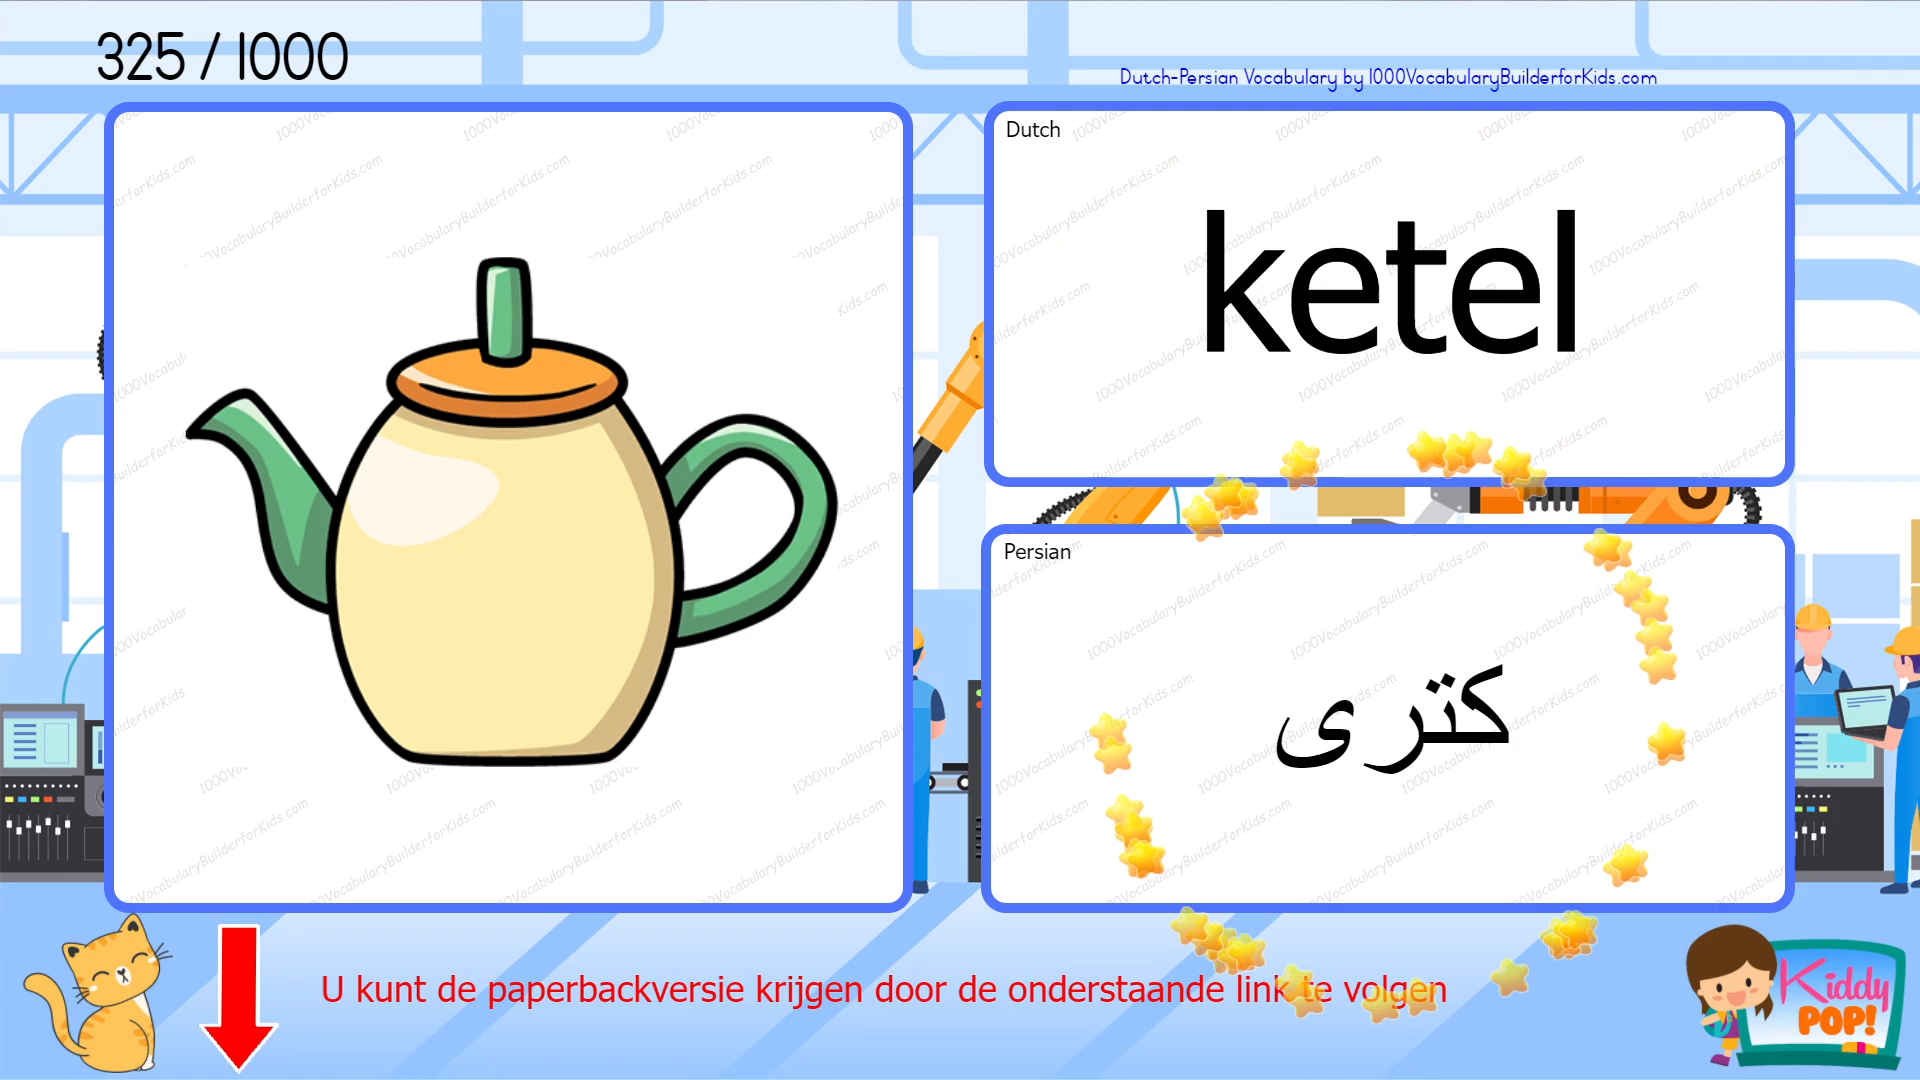 325 / 1000
Dutch-Persian Vocabulary by 1000VocabularyBuilderforKids.com
Dutch
ketel
Persian
کتری
U kunt de paperbackversie krijgen door de onderstaande link te volgen
Kiddy
POP!